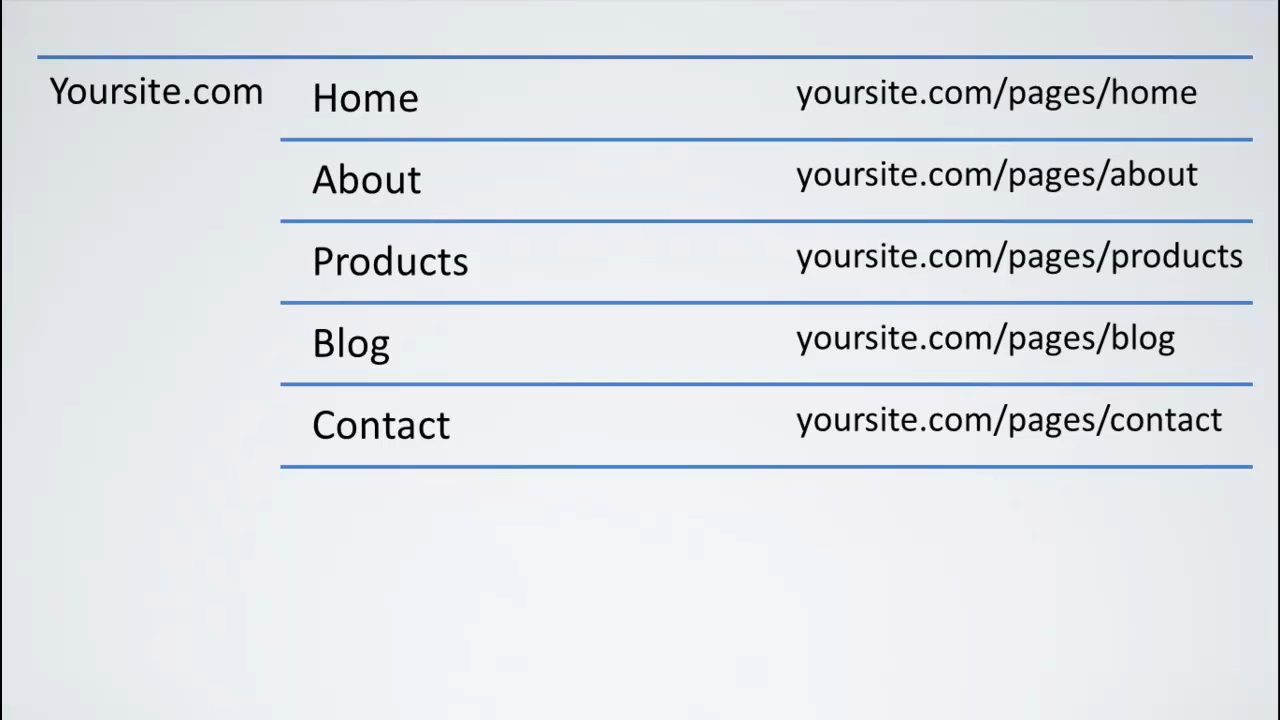 Yoursite.com
Home yoursite.com/pages/home
About yoursite.com/pages/about
Products yoursite.com/pages/products
Blog yoursite.com/pages/blog
Contact yoursite.com/pages/contact